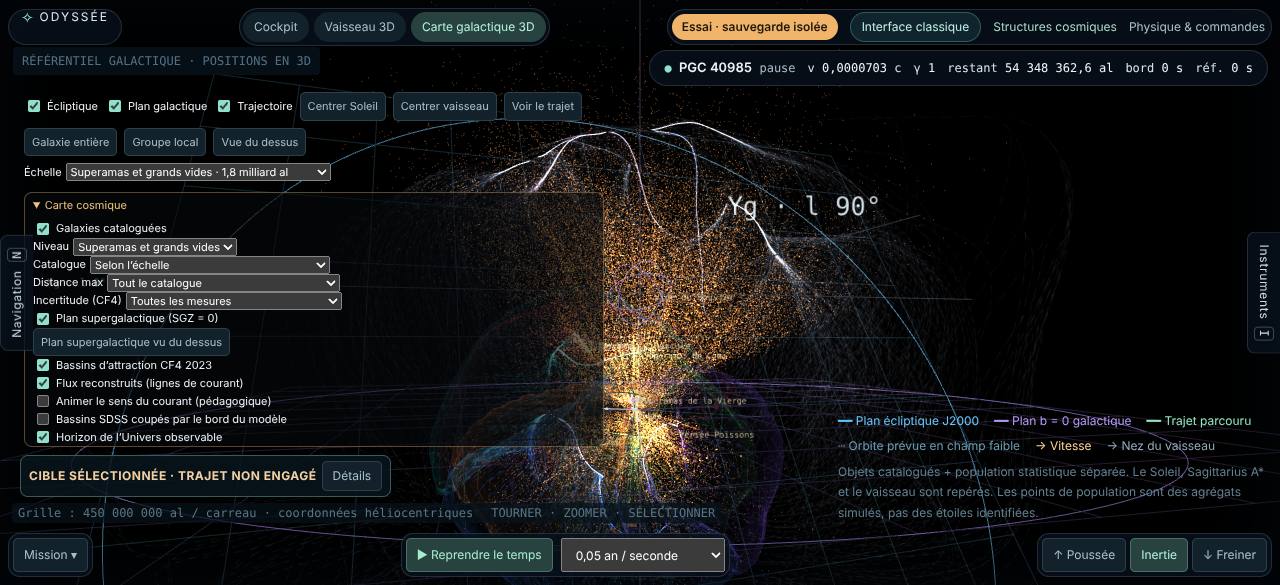 ✧ ODYSSÉE
Cockpit Vaisseau 3D Carte galactique 3D
Essai · sauvegarde isolée Interface classique Structures cosmiques Physique & commandes
RÉFÉRENTIEL GALACTIQUE · POSITIONS EN 3D
● PGC 40985 pause v 0,0000703 c γ 1 restant 54 348 362,6 al bord 0 s réf. 0 s
Écliptique Plan galactique Trajectoire Centrer Soleil Centrer vaisseau Voir le trajet
Galaxie entière Groupe local Vue du dessus
Échelle Superamas et grands vides · 1,8 milliard al
▼ Carte cosmique
Galaxies cataloguées
Niveau Superamas et grands vides
Catalogue Selon l’échelle
Distance max Tout le catalogue
Incertitude (CF4) Toutes les mesures
Plan supergalactique (SGZ = 0)
Plan supergalactique vu du dessus
Bassins d’attraction CF4 2023
Flux reconstruits (lignes de courant)
Animer le sens du courant (pédagogique)
Bassins SDSS coupés par le bord du modèle
Horizon de l’Univers observable
Navigation N
Yg · l 90°
de la Vierge
Poissons
Instruments I
Plan écliptique J2000 Plan b = 0 galactique Trajet parcouru
Orbite prévue en champ faible → Vitesse → Nez du vaisseau
Objets catalogués + population statistique séparée. Le Soleil, Sagittarius A*
et le vaisseau sont repérés. Les points de population sont des agrégats
simulés, pas des étoiles identifiées.
CIBLE SÉLECTIONNÉE · TRAJET NON ENGAGÉ Détails
Grille : 450 000 000 al / carreau · coordonnées héliocentriques TOURNER · ZOOMER · SÉLECTIONNER
Mission ▾
▶ Reprendre le temps 0,05 an / seconde
↑ Poussée Inertie ↓ Freiner